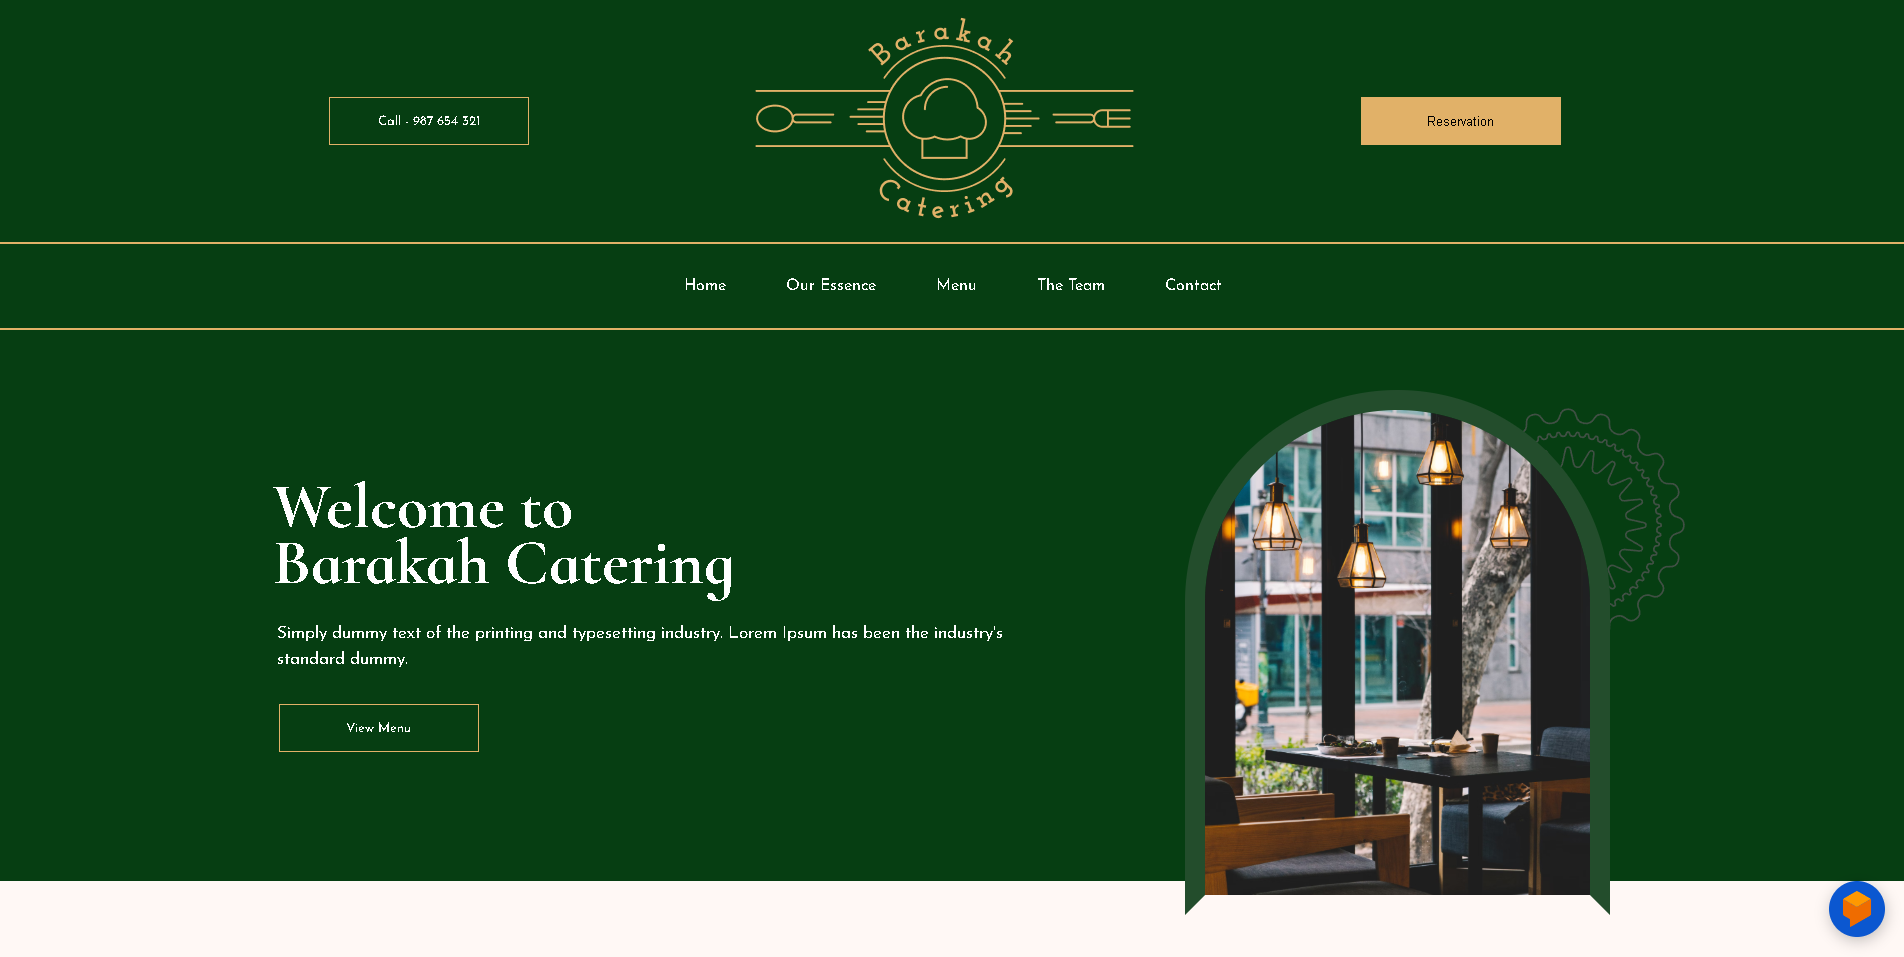 Barakah
Catering
Call - 987 654 321
Reservation
Home
Our Essence
Menu
The Team
Contact
Welcome to
Barakah Catering
Simply dummy text of the printing and typesetting industry. Lorem Ipsum has been the industry's
standard dummy.
View Menu